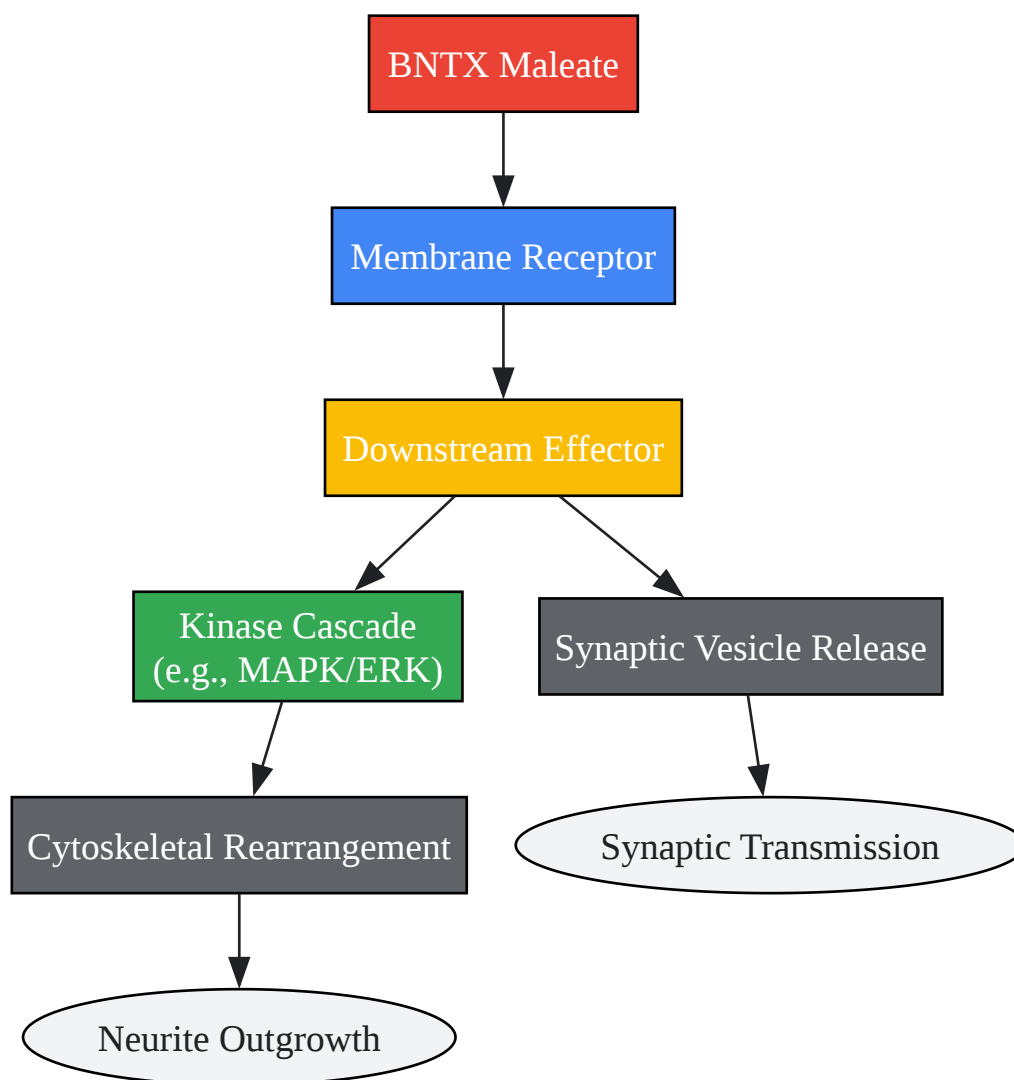 BNTX Maleate
Membrane Receptor
Downstream Effector
Kinase Cascade
(e.g., MAPK/ERK)
Synaptic Vesicle Release
Cytoskeletal Rearrangement
Synaptic Transmission
Neurite Outgrowth